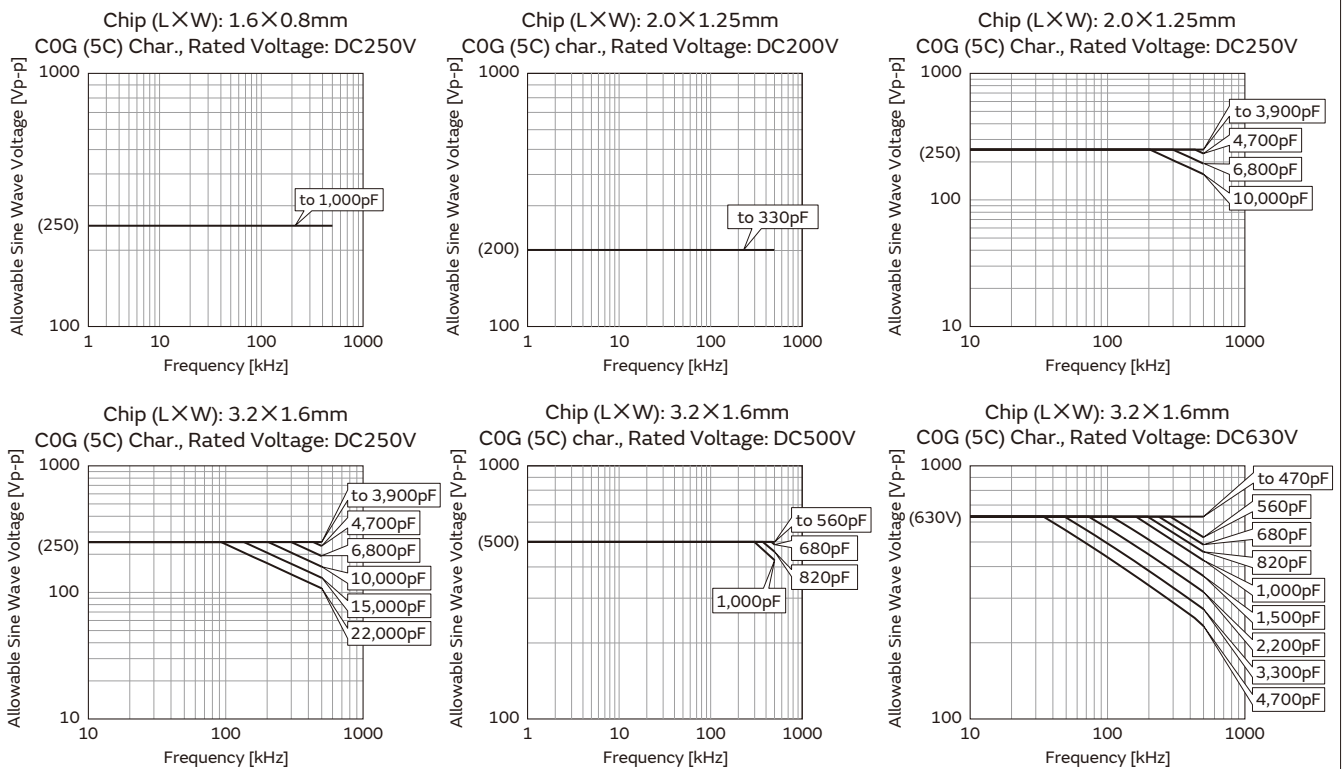 Chip (L×W): 1.6×0.8mm
C0G (5C) Char., Rated Voltage: DC250V
Allowable Sine Wave Voltage [Vp-p]
1000
(250)
100
to 1,000pF
1
10
100
1000
Frequency [kHz]
Chip (L×W): 2.0×1.25mm
C0G (5C) char., Rated Voltage: DC200V
Allowable Sine Wave Voltage [Vp-p]
1000
(200)
100
to 330pF
1
10
100
1000
Frequency [kHz]
Chip (L×W): 2.0×1.25mm
C0G (5C) Char., Rated Voltage: DC250V
Allowable Sine Wave Voltage [Vp-p]
1000
(250)
100
10
to 3,900pF
4,700pF
6,800pF
10,000pF
10
100
1000
Frequency [kHz]
Chip (L×W): 3.2×1.6mm
C0G (5C) Char., Rated Voltage: DC250V
Allowable Sine Wave Voltage [Vp-p]
1000
(250)
100
10
to 3,900pF
4,700pF
6,800pF
10,000pF
15,000pF
22,000pF
10
100
1000
Frequency [kHz]
Chip (L×W): 3.2×1.6mm
C0G (5C) char., Rated Voltage: DC500V
Allowable Sine Wave Voltage [Vp-p]
1000
(500)
100
to 560pF
680pF
820pF
1,000pF
1
10
100
1000
Frequency [kHz]
Chip (L×W): 3.2×1.6mm
C0G (5C) Char., Rated Voltage: DC630V
Allowable Sine Wave Voltage [Vp-p]
1000
(630V)
100
to 470pF
560pF
680pF
820pF
1,000pF
1,500pF
2,200pF
3,300pF
4,700pF
10
100
1000
Frequency [kHz]